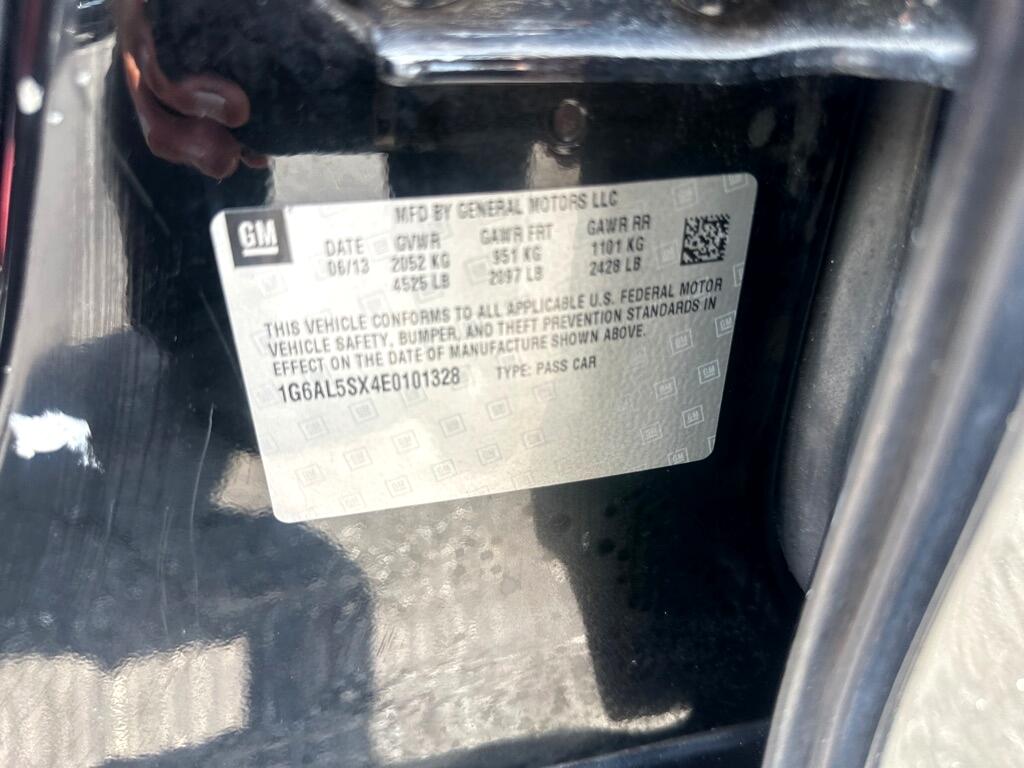 GM
MFD BY GENERAL MOTORS LLC
DATE GVWR GAWR FRT GAWR RR
06/13 2052 KG 951 KG 1101 KG
4525 LB 2097 LB 2428 LB
THIS VEHICLE CONFORMS TO ALL APPLICABLE U.S. FEDERAL MOTOR
VEHICLE SAFETY, BUMPER, AND THEFT PREVENTION STANDARDS IN
EFFECT ON THE DATE OF MANUFACTURE SHOWN ABOVE.
1G6AL5SX4E0101328 TYPE: PASS CAR